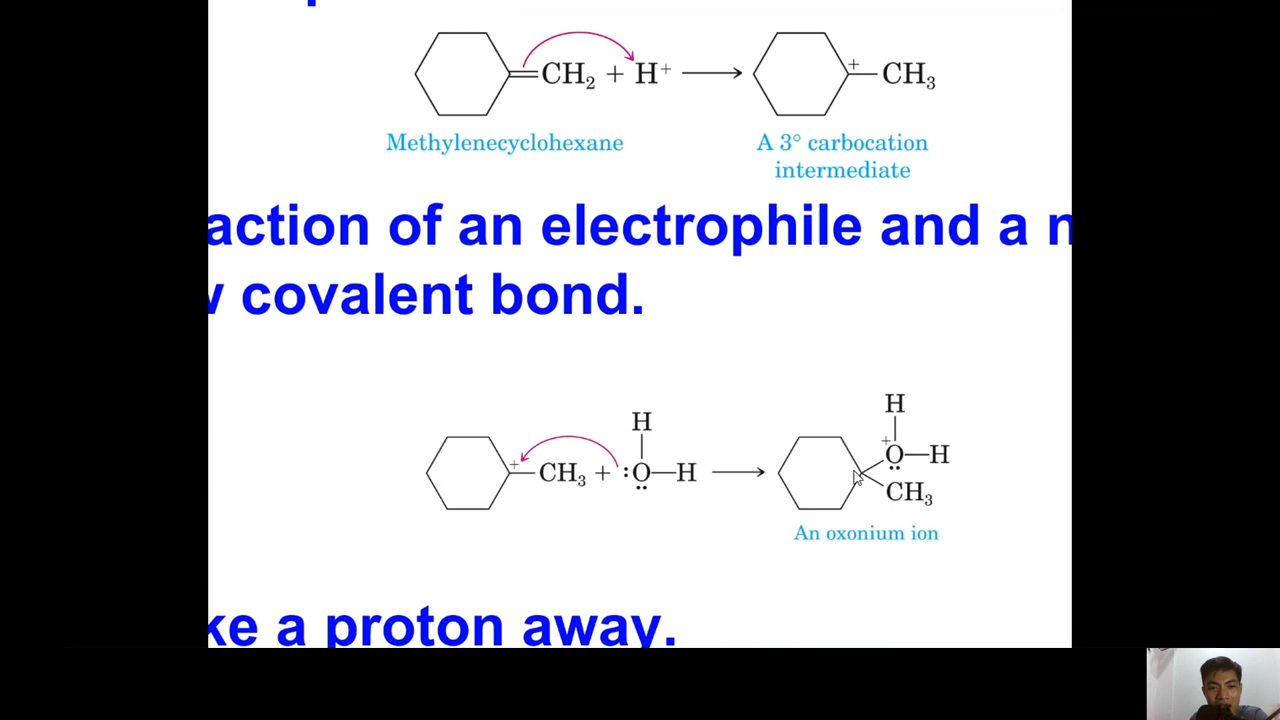 CH₂ + H⁺ ⟶ + CH₃
Methylenecyclohexane
A 3° carbocation
intermediate
action of an electrophile and a n
w covalent bond.
H
H
+ CH₃ + :O—H ⟶ + O—H
CH₃
An oxonium ion
ke a proton away.